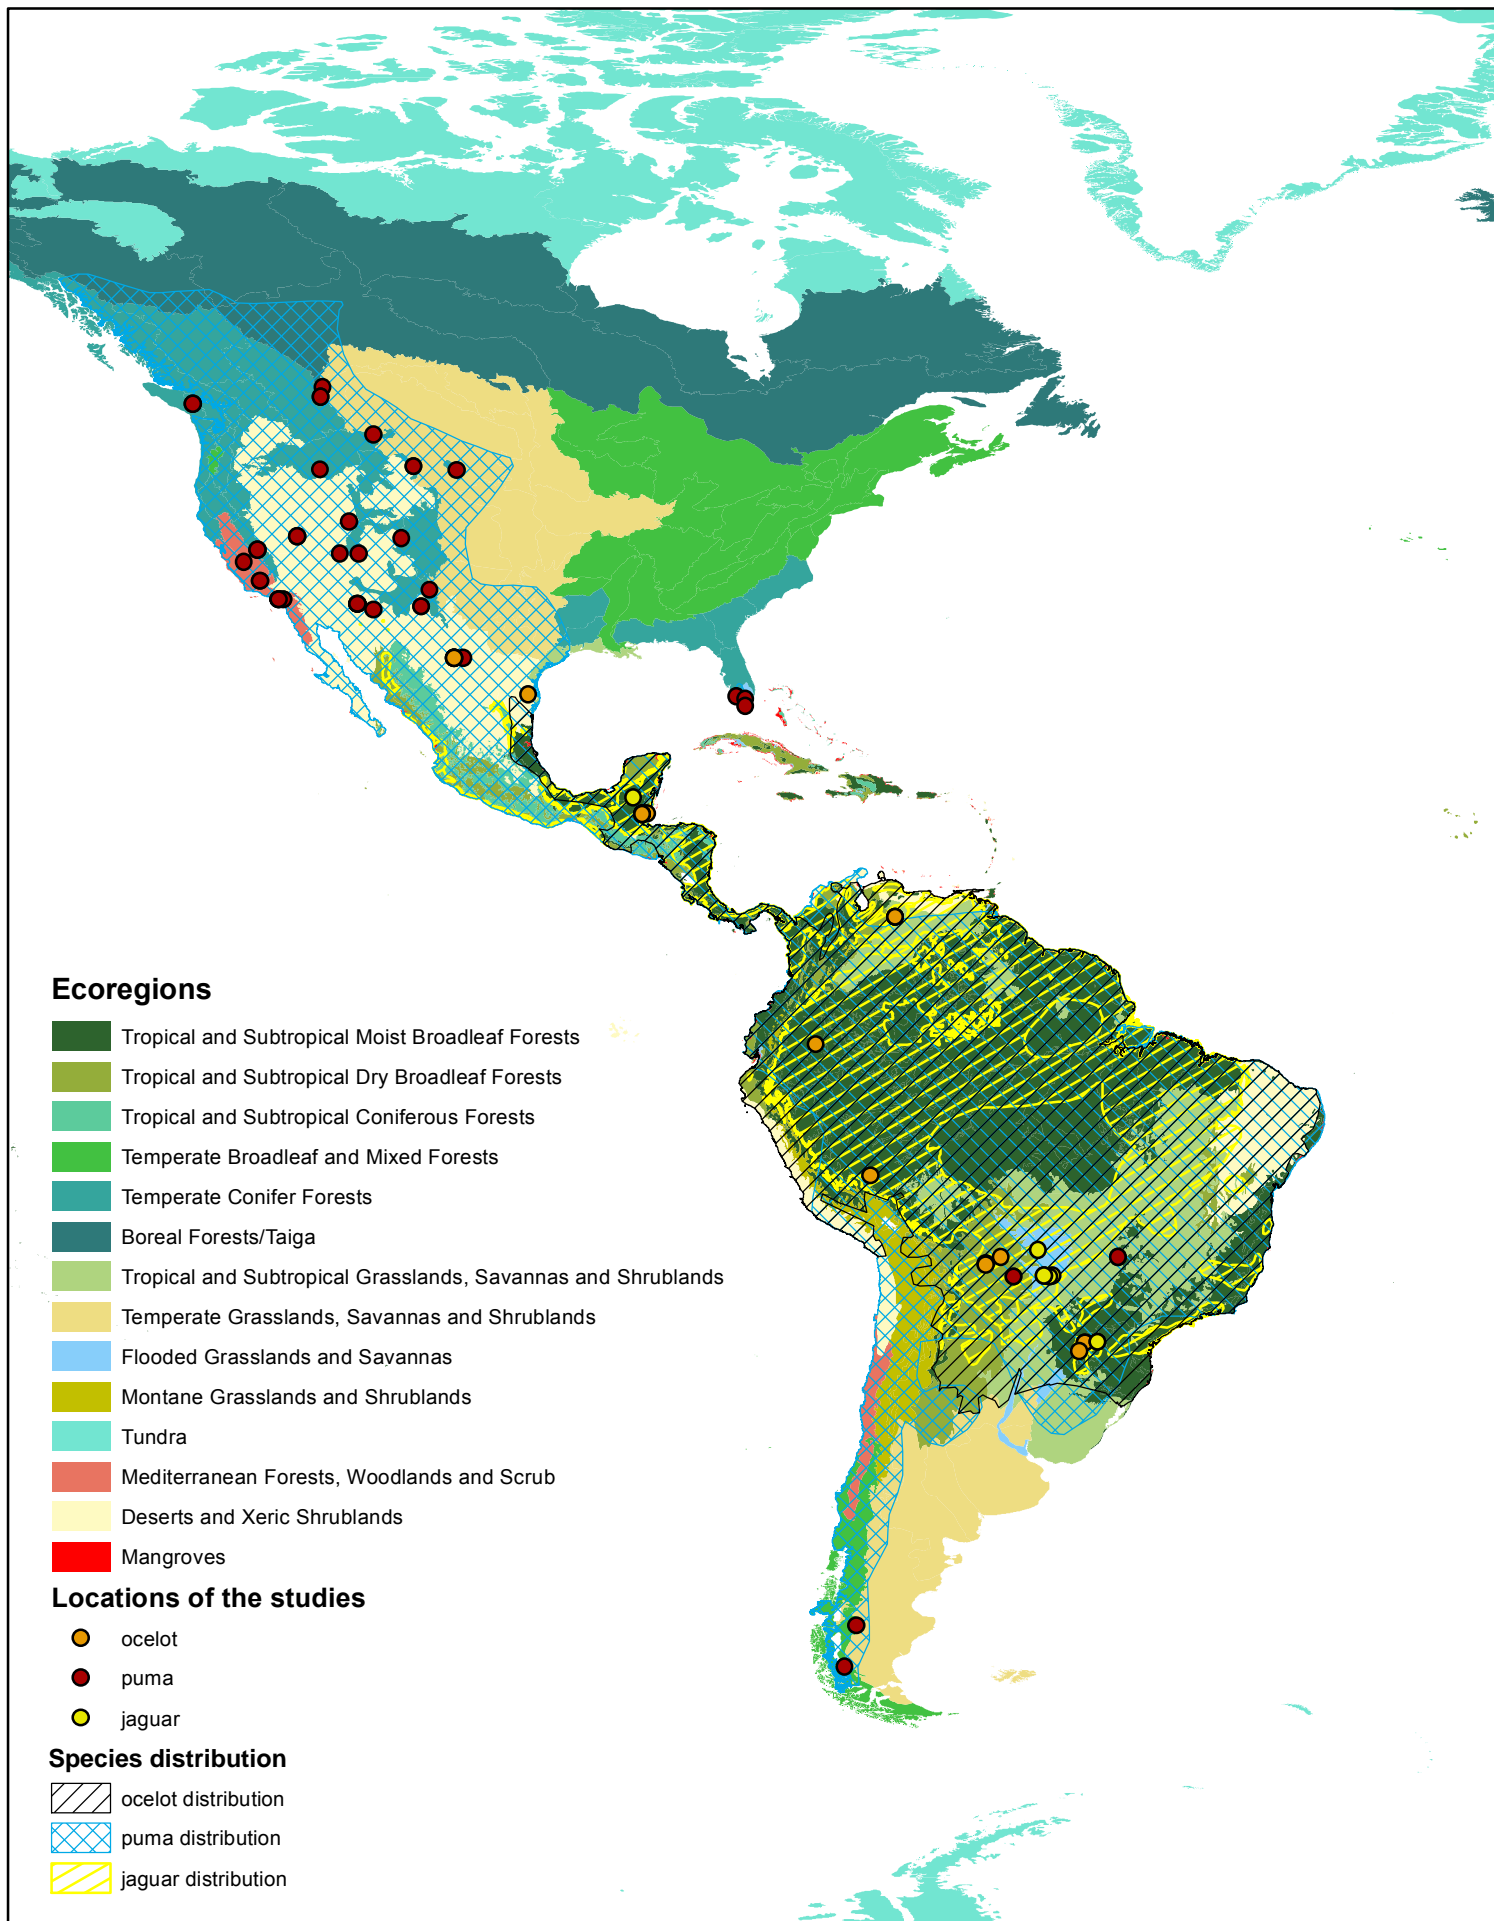 Ecoregions
Tropical and Subtropical Moist Broadleaf Forests
Tropical and Subtropical Dry Broadleaf Forests
Tropical and Subtropical Coniferous Forests
Temperate Broadleaf and Mixed Forests
Temperate Conifer Forests
Boreal Forests/Taiga
Tropical and Subtropical Grasslands, Savannas and Shrublands
Temperate Grasslands, Savannas and Shrublands
Flooded Grasslands and Savannas
Montane Grasslands and Shrublands
Tundra
Mediterranean Forests, Woodlands and Scrub
Deserts and Xeric Shrublands
Mangroves
Locations of the studies
ocelot
puma
jaguar
Species distribution
ocelot distribution
puma distribution
jaguar distribution